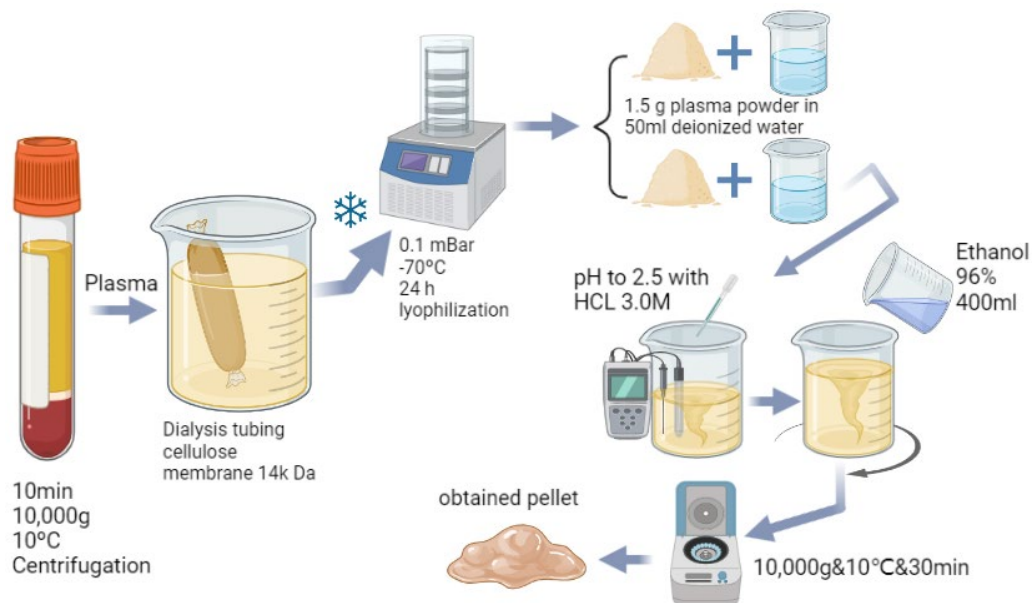 10min
10,000g
10ºC
Centrifugation
Plasma
Dialysis tubing
cellulose
membrane 14k Da
0.1 mBar
-70ºC
24 h
lyophilization
1.5 g plasma powder in
50ml deionized water
pH to 2.5 with
HCL 3.0M
Ethanol
96%
400ml
10,000g&10℃&30min
obtained pellet